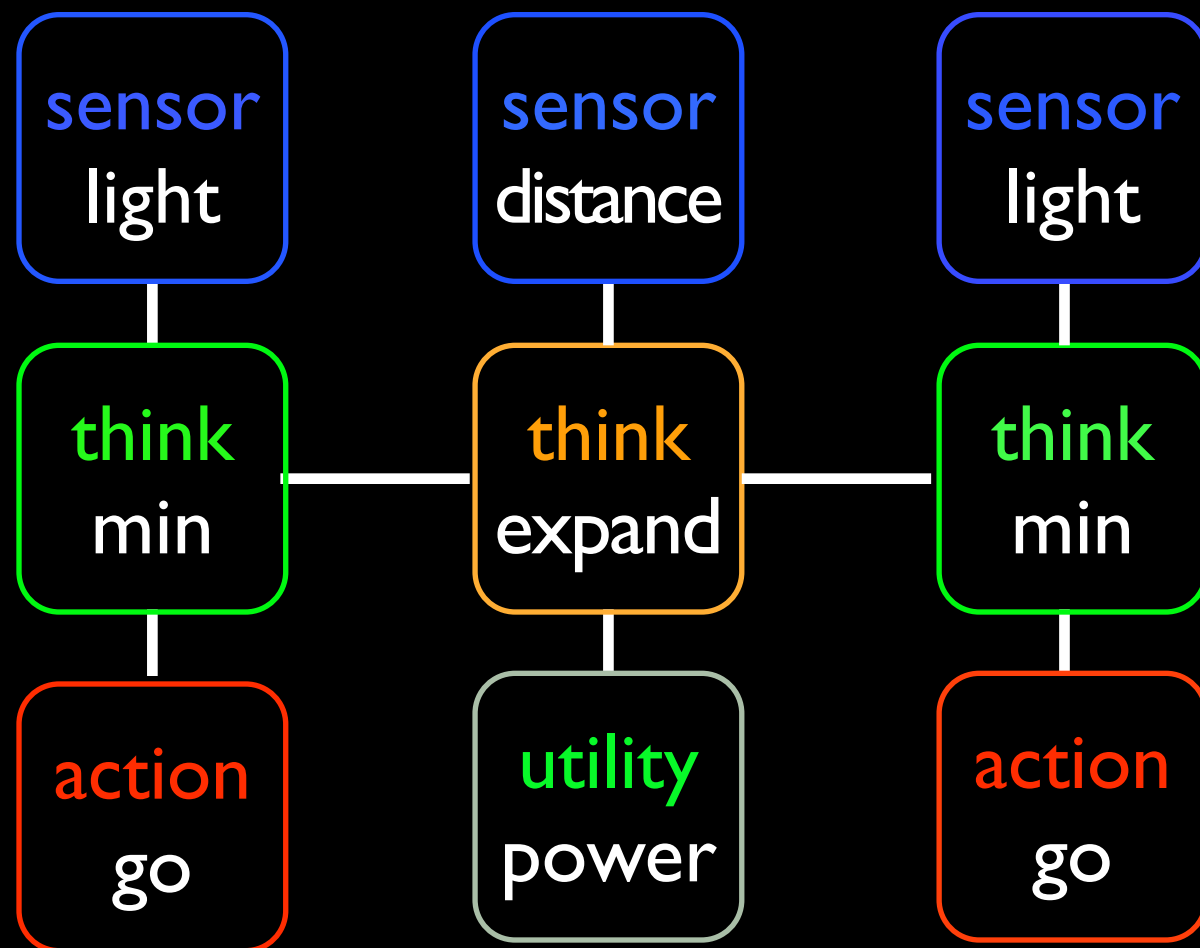 sensor
light
sensor
distance
sensor
light
think
min
think
expand
think
min
action
go
utility
power
action
go